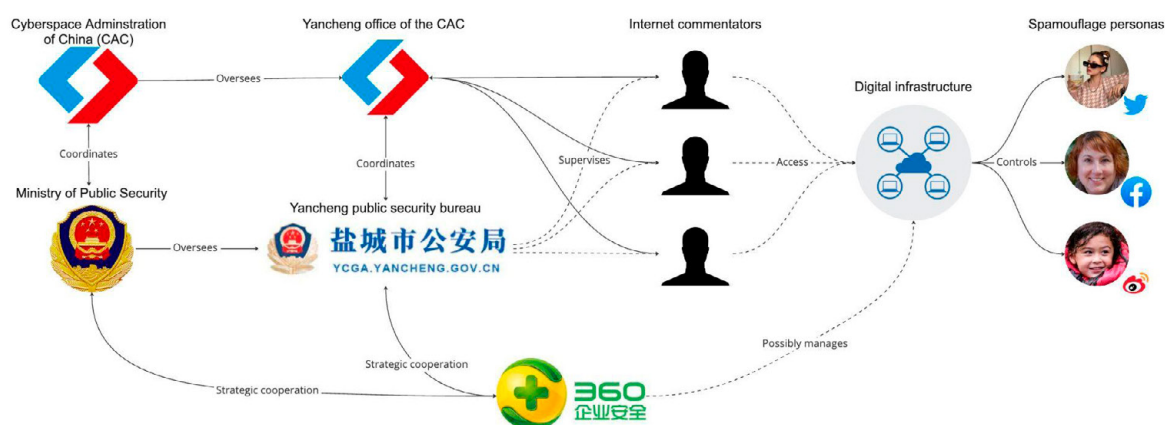 Cyberspace Adminstration
of China (CAC)
Yancheng office of the CAC
Internet commentators
Spamouflage personas
Oversees
Digital infrastructure
Coordinates
Coordinates
Supervises
Access
Controls
Ministry of Public Security
Yancheng public security bureau
Oversees
盐城市公安局
YCGA.YANCHENG.GOV.CN
Possibly manages
Strategic cooperation
Strategic cooperation
360
企业安全